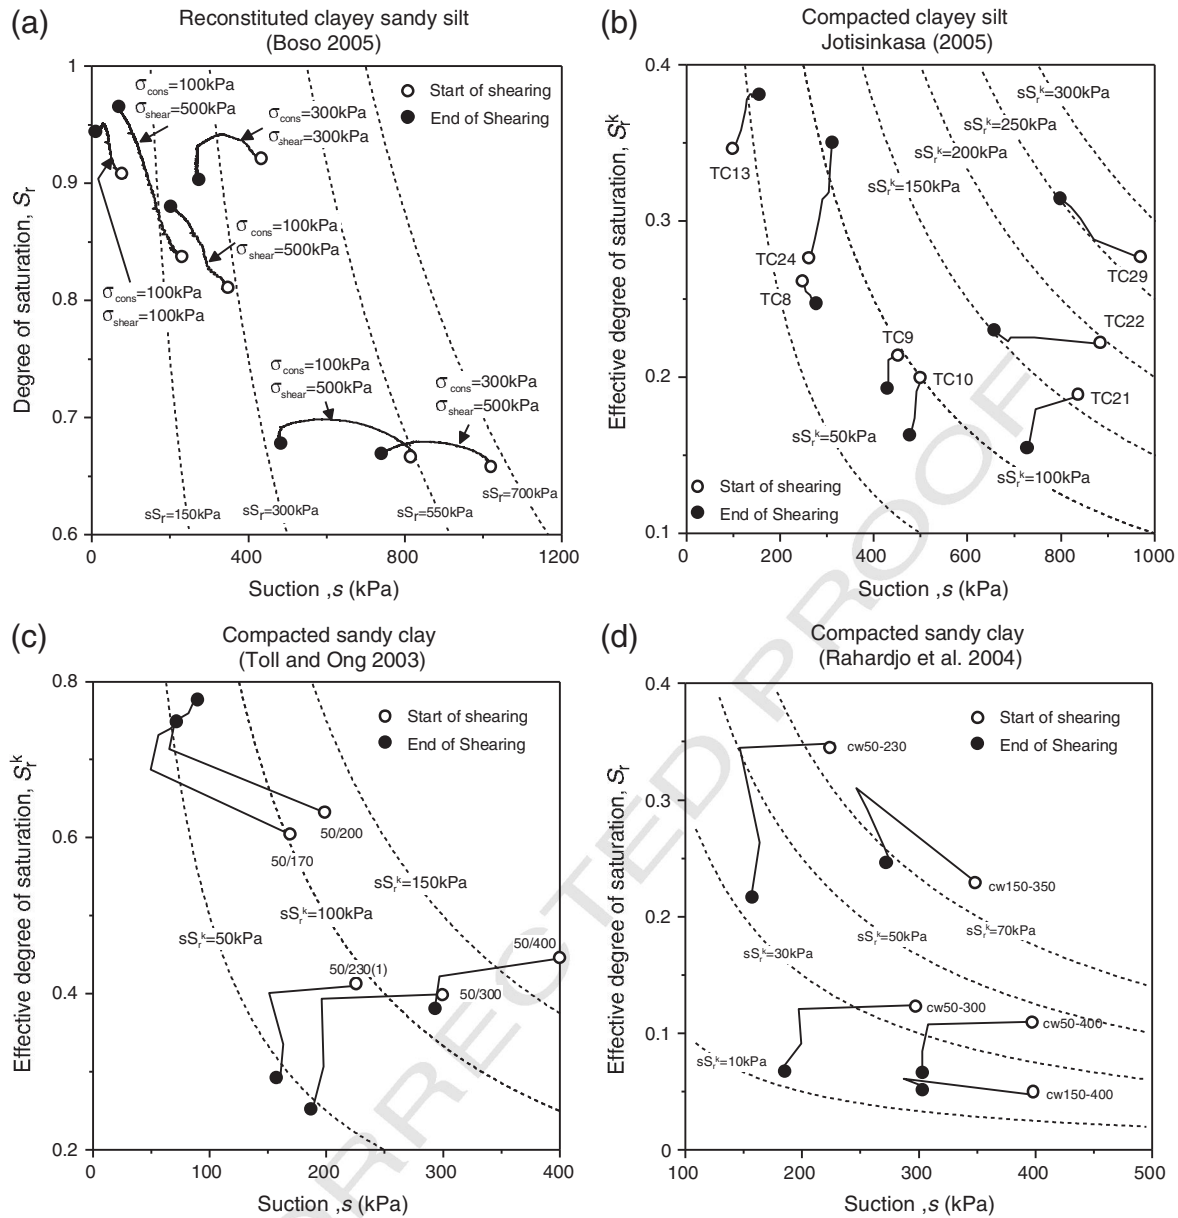 (a)
Reconstituted clayey sandy silt
(Boso 2005)
Degree of saturation, Sr
1
0.9
0.8
0.7
0.6
σcons=100kPa
σshear=500kPa
Start of shearing
End of Shearing
σcons=300kPa
σshear=300kPa
σcons=100kPa
σshear=500kPa
σcons=100kPa
σshear=100kPa
σcons=100kPa
σshear=500kPa
σcons=300kPa
σshear=500kPa
sSr=150kPa
sSr=300kPa
sSr=550kPa
sSr=700kPa
0 400 800 1200
Suction ,s (kPa)
(b)
Compacted clayey silt
Jotisinkasa (2005)
Effective degree of saturation, Srk
0.4
0.3
0.2
0.1
sSrk=300kPa
sSrk=250kPa
sSrk=200kPa
sSrk=150kPa
TC13
TC24
TC8
TC29
TC22
TC9
TC10
TC21
sSrk=50kPa
sSrk=100kPa
Start of shearing
End of Shearing
0 200 400 600 800 1000
Suction ,s (kPa)
(c)
Compacted sandy clay
(Toll and Ong 2003)
Effective degree of saturation, Srk
0.8
0.6
0.4
0.2
Start of shearing
End of Shearing
50/200
50/170
sSrk=150kPa
sSrk=100kPa
sSrk=50kPa
50/400
50/230(1)
50/300
0 100 200 300 400
Suction ,s (kPa)
(d)
Compacted sandy clay
(Rahardjo et al. 2004)
Effective degree of saturation, Srk
0.4
0.3
0.2
0.1
0
Start of shearing
End of Shearing
cw50-230
cw150-350
sSrk=70kPa
sSrk=50kPa
sSrk=30kPa
cw50-300
cw50-400
sSrk=10kPa
cw150-400
100 200 300 400 500
Suction ,s (kPa)
RRECTED PROOF